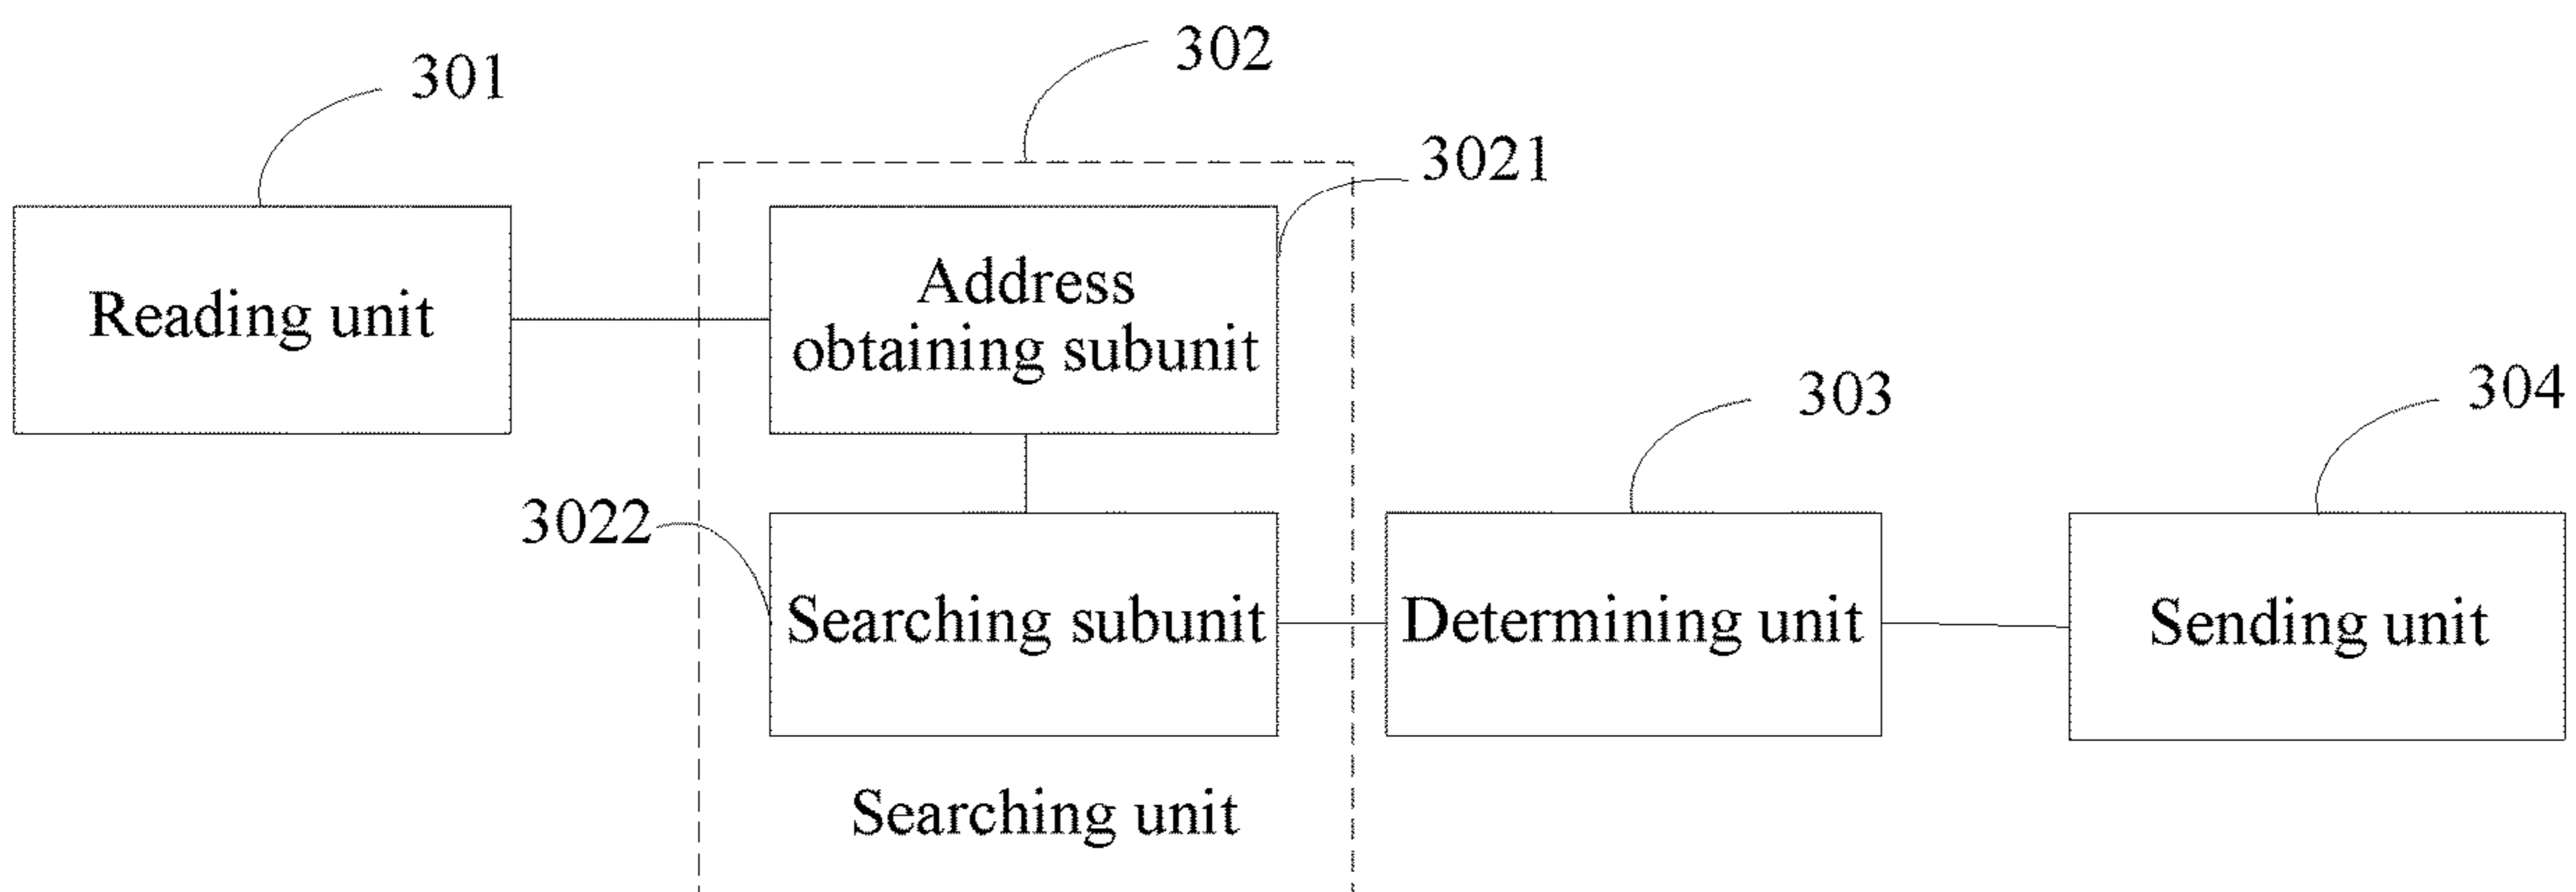 302
301
3021
Reading unit
Address
obtaining subunit
303
304
3022
Searching subunit
Determining unit
Sending unit
Searching unit